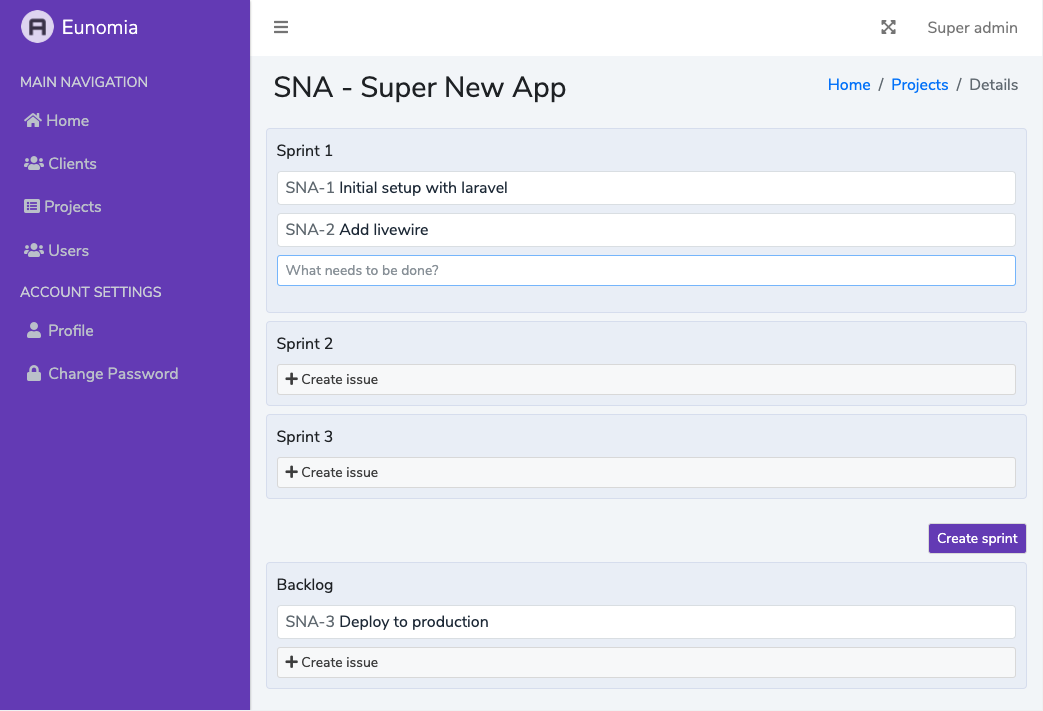 Eunomia
MAIN NAVIGATION
Home
Clients
Projects
Users
ACCOUNT SETTINGS
Profile
Change Password
Super admin
SNA - Super New App
Home / Projects / Details
Sprint 1
SNA-1 Initial setup with laravel
SNA-2 Add livewire
What needs to be done?
Sprint 2
Create issue
Sprint 3
Create issue
Create sprint
Backlog
SNA-3 Deploy to production
Create issue